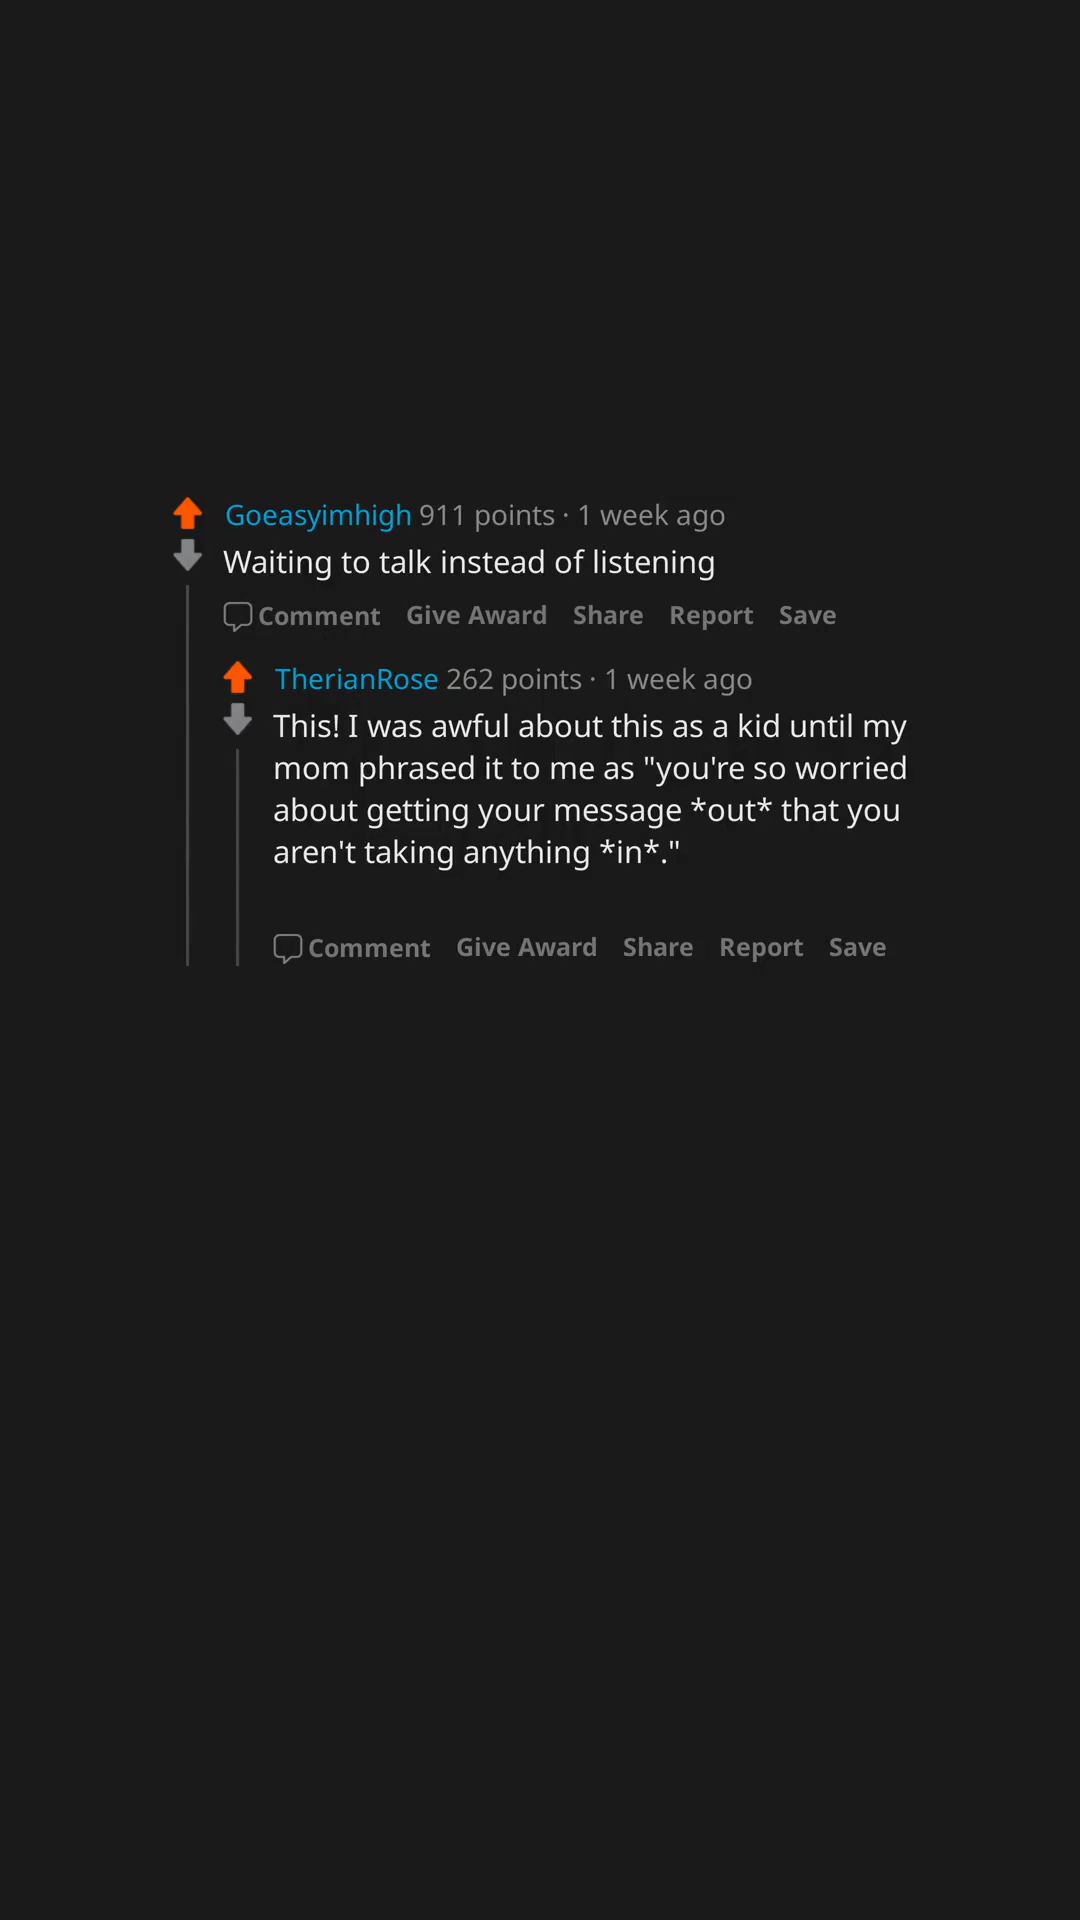 Goeasyimhigh 911 points · 1 week ago
Waiting to talk instead of listening
Comment Give Award Share Report Save
TherianRose 262 points · 1 week ago
This! I was awful about this as a kid until my
mom phrased it to me as "you're so worried
about getting your message *out* that you
aren't taking anything *in*."
Comment Give Award Share Report Save